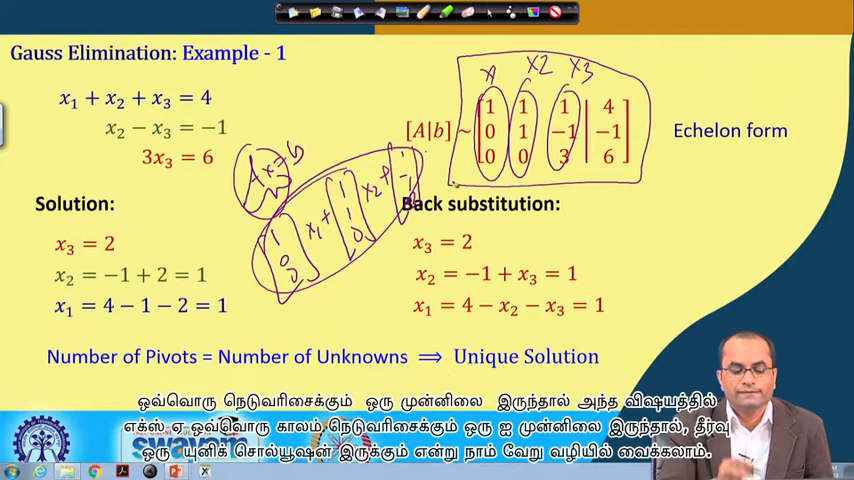 Gauss Elimination: Example - 1
x₁ + x₂ + x₃ = 4
x₂ − x₃ = −1
3x₃ = 6
[A|b] ~
1 1 1 | 4
0 1 −1 | −1
0 0 3 | 6
Echelon form
x2 x3
Ax=b
Solution:
x₃ = 2
x₂ = −1 + 2 = 1
x₁ = 4 − 1 − 2 = 1
Back substitution:
x₃ = 2
x₂ = −1 + x₃ = 1
x₁ = 4 − x₂ − x₃ = 1
Number of Pivots = Number of Unknowns ⟹ Unique Solution
ஒவ்வொரு நெடுவரிசைக்கும் ஒரு முன்னிலை இருந்தால் அந்த விஷயத்தில்
எக்ஸ் ஏ ஒவ்வொரு காலம் நெடுவரிசைக்கும் ஒரு ஐ முன்னிலை இருந்தால், தீர்வு
ஒரு யுனிக் சொல்யூஷன் இருக்கும் என்று நாம் வேறு வழியில் வைக்கலாம்.
swayam